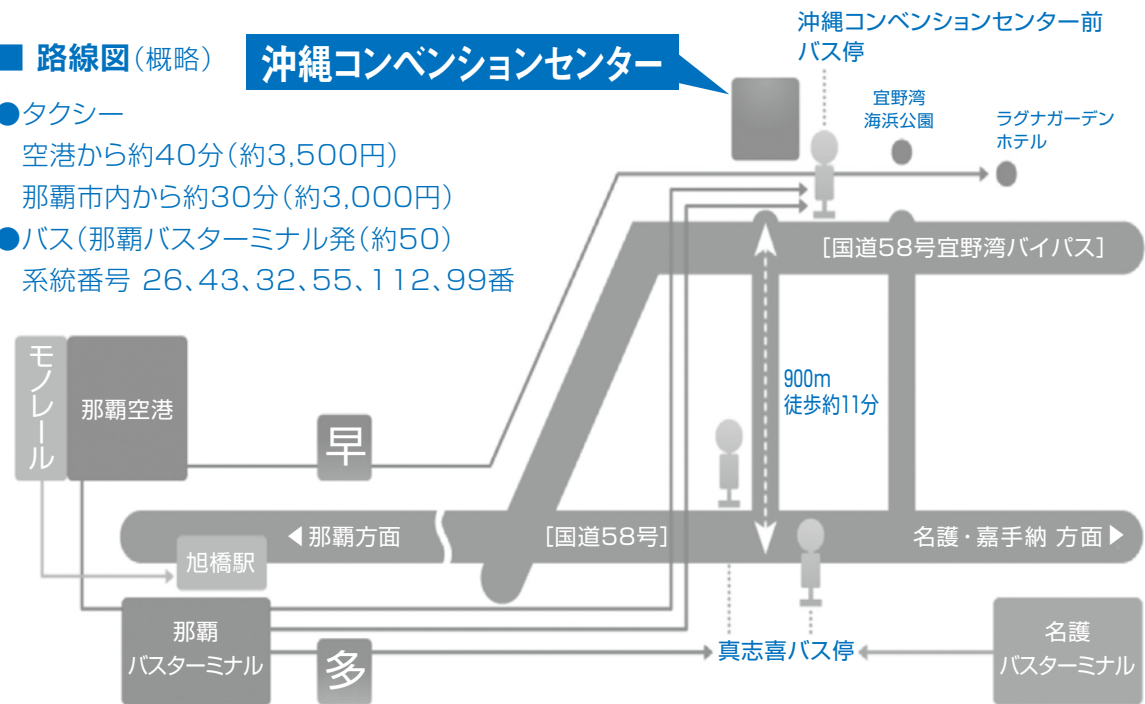 ■ 路線図(概略)
沖縄コンベンションセンター
●タクシー
空港から約40分(約3,500円)
那覇市内から約30分(約3,000円)
●バス(那覇バスターミナル発(約50)
系統番号 26、43、32、55、112、99番
沖縄コンベンションセンター前
バス停
宜野湾
海浜公園
ラグナガーデン
ホテル
[国道58号宜野湾バイパス]
モノレール
那覇空港
早
900m
徒歩約11分
◀那覇方面
[国道58号]
名護・嘉手納 方面▶
旭橋駅
那覇
バスターミナル
多
真志喜バス停
名護
バスターミナル